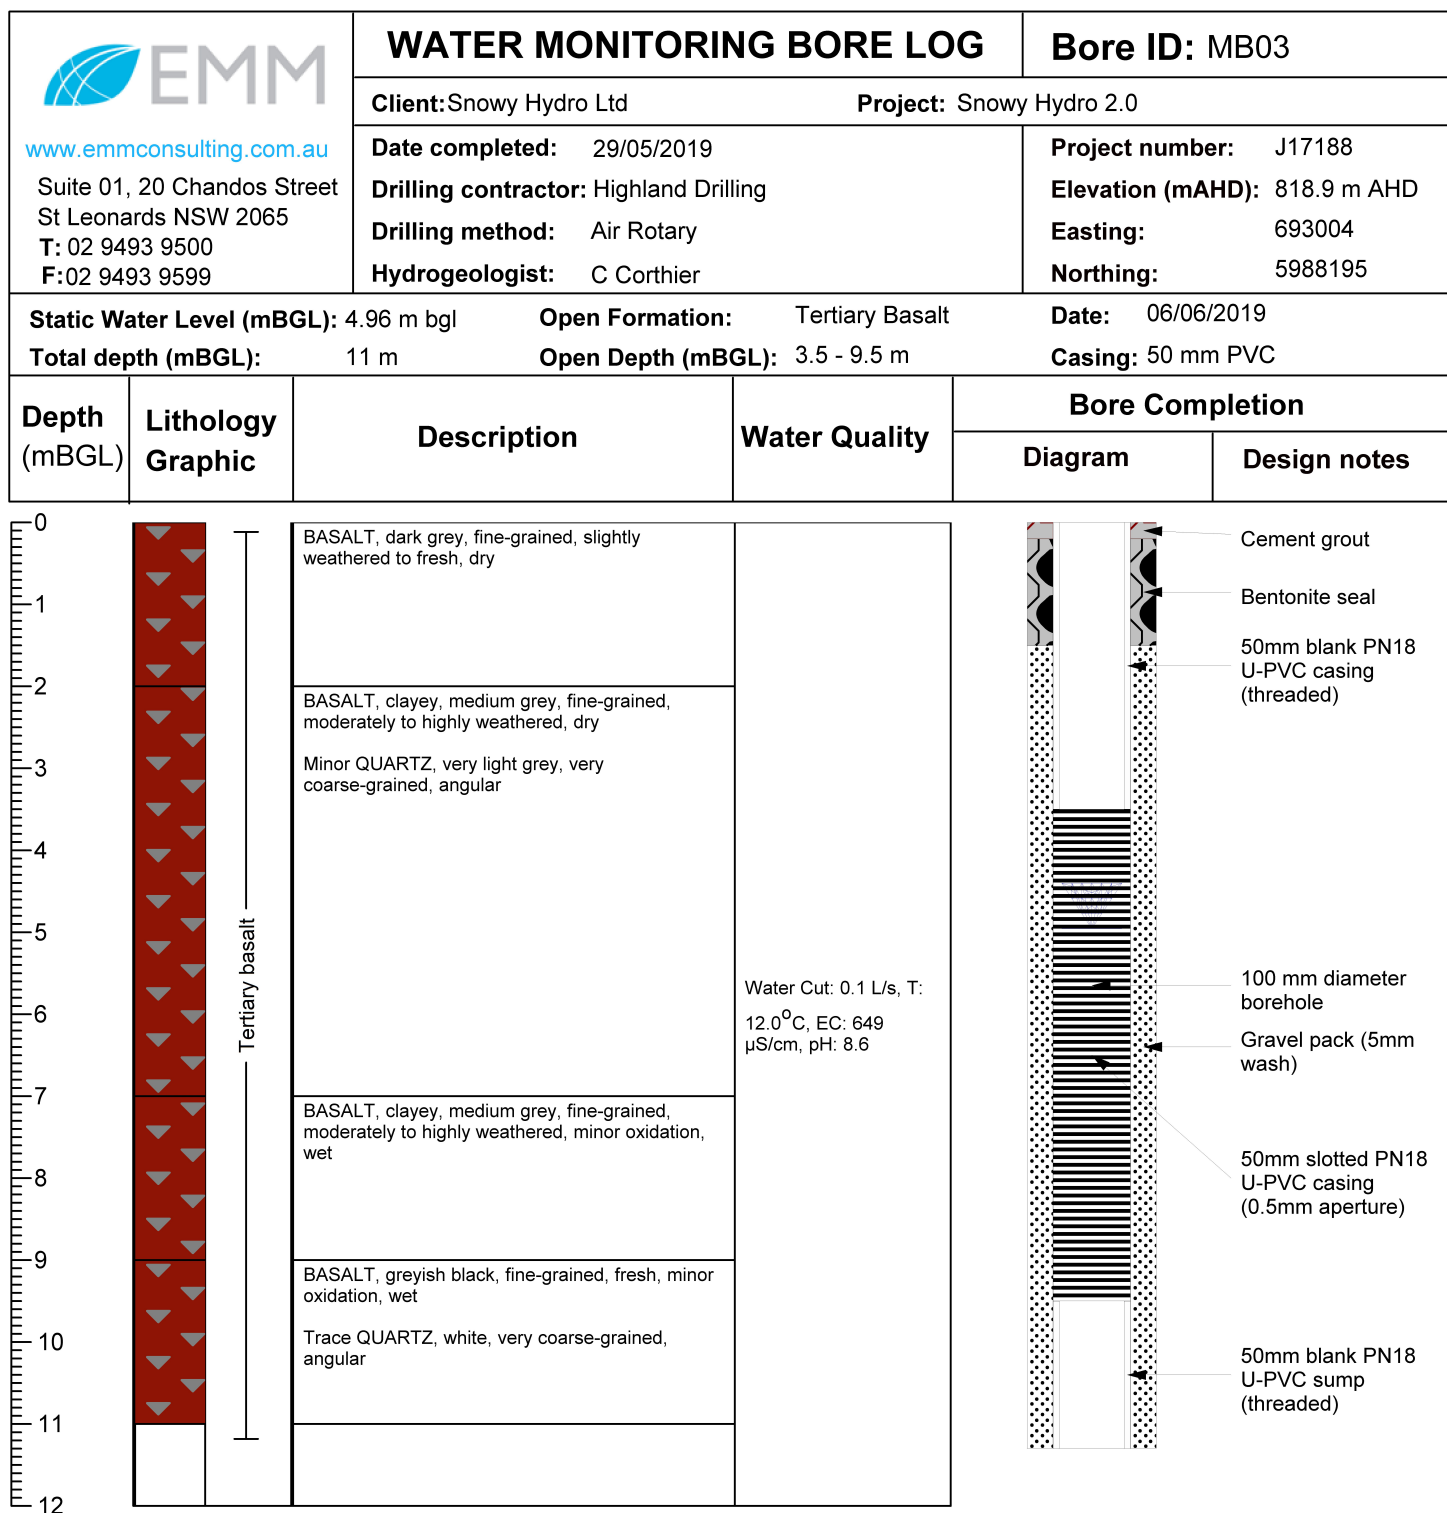 EMM
www.emmconsulting.com.au
Suite 01, 20 Chandos Street
St Leonards NSW 2065
T: 02 9493 9500
F:02 9493 9599
WATER MONITORING BORE LOG
Bore ID: MB03
Client:Snowy Hydro Ltd
Project: Snowy Hydro 2.0
Date completed: 29/05/2019
Drilling contractor: Highland Drilling
Drilling method: Air Rotary
Hydrogeologist: C Corthier
Project number: J17188
Elevation (mAHD): 818.9 m AHD
Easting: 693004
Northing: 5988195
Static Water Level (mBGL): 4.96 m bgl
Open Formation: Tertiary Basalt
Date: 06/06/2019
Total depth (mBGL): 11 m
Open Depth (mBGL): 3.5 - 9.5 m
Casing: 50 mm PVC
Depth
(mBGL)
Lithology
Graphic
Description
Water Quality
Bore Completion
Diagram
Design notes
0
1
2
3
4
5
6
7
8
9
10
11
12
Tertiary basalt
BASALT, dark grey, fine-grained, slightly
weathered to fresh, dry
BASALT, clayey, medium grey, fine-grained,
moderately to highly weathered, dry
Minor QUARTZ, very light grey, very
coarse-grained, angular
BASALT, clayey, medium grey, fine-grained,
moderately to highly weathered, minor oxidation,
wet
BASALT, greyish black, fine-grained, fresh, minor
oxidation, wet
Trace QUARTZ, white, very coarse-grained,
angular
Water Cut: 0.1 L/s, T:
12.0°C, EC: 649
µS/cm, pH: 8.6
Cement grout
Bentonite seal
50mm blank PN18
U-PVC casing
(threaded)
100 mm diameter
borehole
Gravel pack (5mm
wash)
50mm slotted PN18
U-PVC casing
(0.5mm aperture)
50mm blank PN18
U-PVC sump
(threaded)